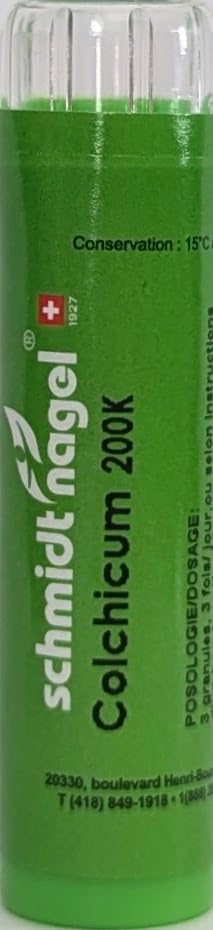 Conservation : 15°C
schmidt nagel®
1927
Colchicum 200K
POSOLOGIE/DOSAGE:
3 granules, 3 fois/ jour ou selon instructions
20330, boulevard Henri-
T (418) 849-1918 • 1(